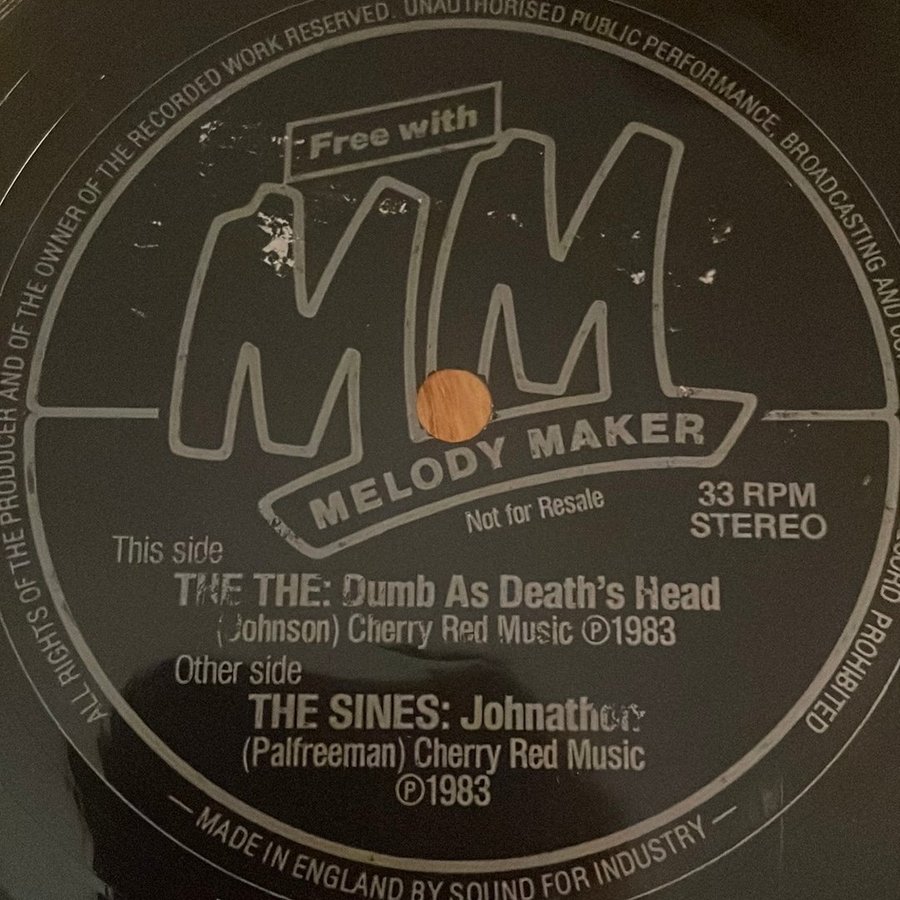 ALL RIGHTS OF THE PRODUCER AND OF THE OWNER OF THE RECORDED WORK RESERVED. UNAUTHORISED PUBLIC PERFORMANCE, BROADCASTING AND
PROHIBITED
Free with
MM
MELODY MAKER
Not for Resale
33 RPM
STEREO
This side
THE THE: Dumb As Death's Head
(Johnson) Cherry Red Music ℗1983
Other side
THE SINES: Johnathon
(Palfreeman) Cherry Red Music
℗1983
— MADE IN ENGLAND BY SOUND FOR INDUSTRY —